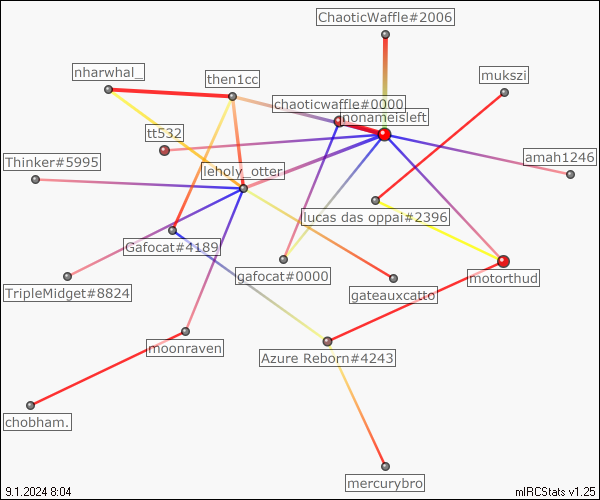 ChaoticWaffle#2006
nharwhal_
then1cc
mukszi
chaoticwaffle#0000
nonameisleft
tt532
Thinker#5995
leholy_otter
amah1246
lucas das oppai#2396
Gafocat#4189
gafocat#0000
motorthud
TripleMidget#8824
gateauxcatto
moonraven
Azure Reborn#4243
chobham.
mercurybro
9.1.2024 8:04
mIRCStats v1.25